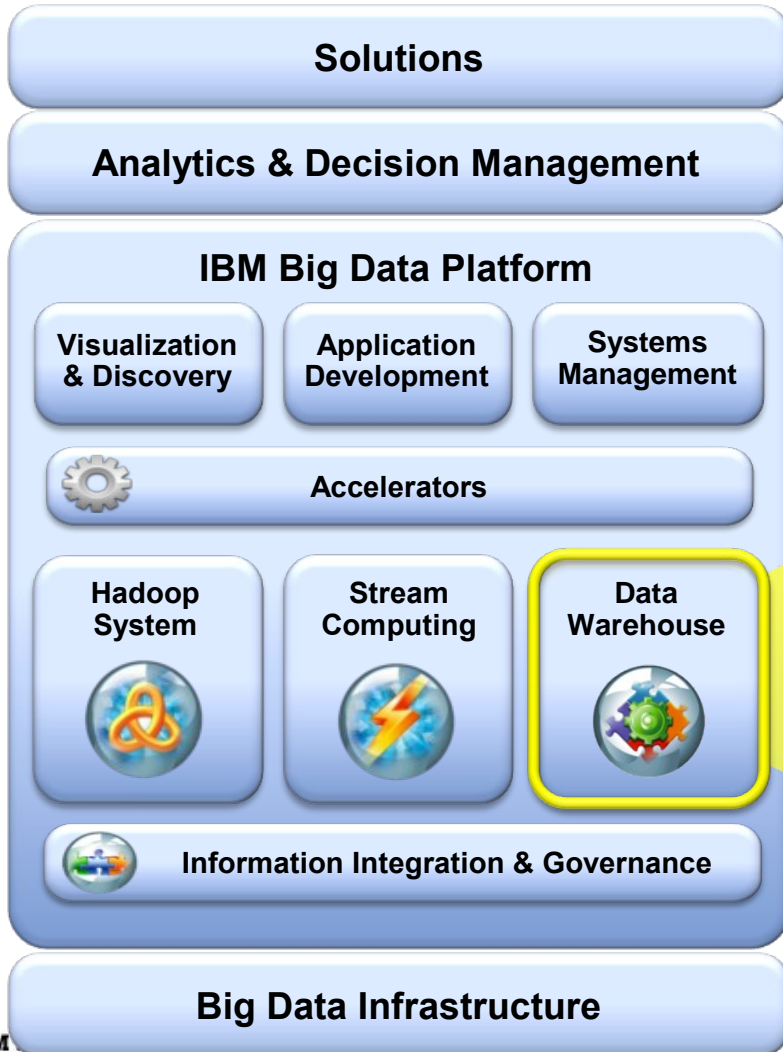 Solutions
Analytics & Decision Management
IBM Big Data Platform
Visualization
& Discovery
Application
Development
Systems
Management
Accelerators
Hadoop
System
Stream
Computing
Data
Warehouse
Information Integration & Governance
Big Data Infrastructure